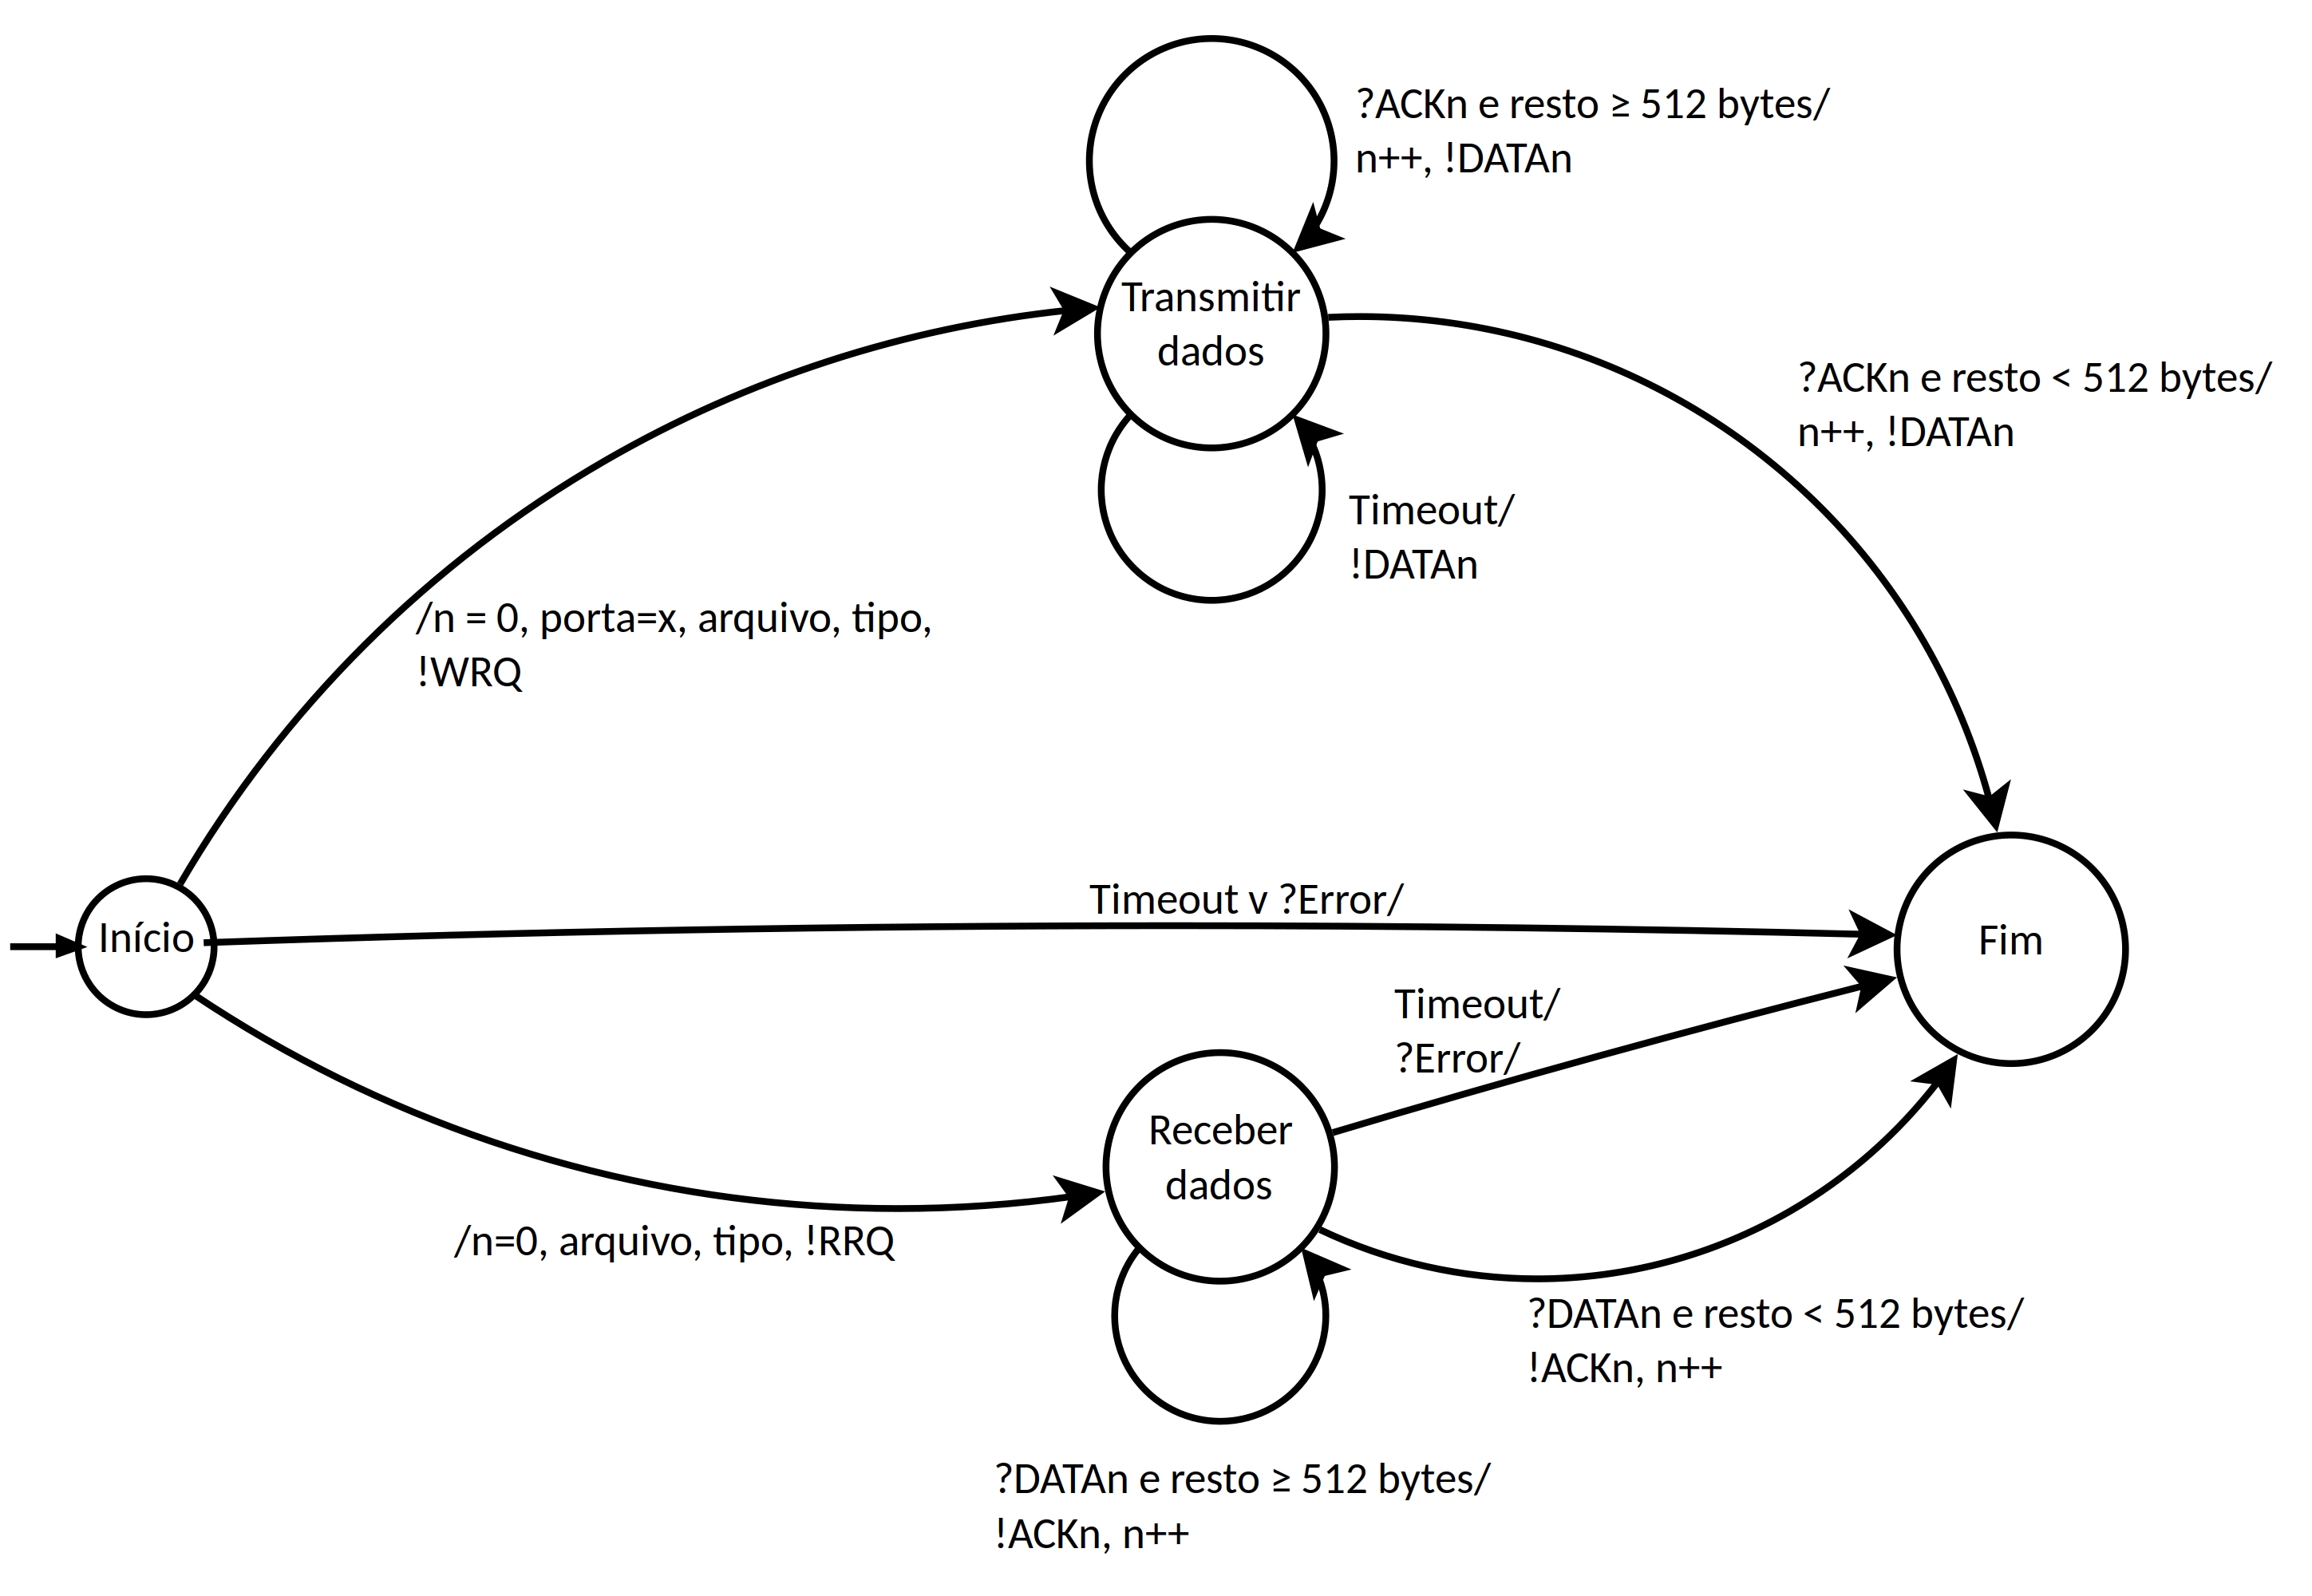 ?ACKn e resto ≥ 512 bytes/
n++, !DATAn
Transmitir
dados
?ACKn e resto < 512 bytes/
n++, !DATAn
Timeout/
!DATAn
/n = 0, porta=x, arquivo, tipo,
!WRQ
Timeout v ?Error/
Início
Fim
Timeout/
?Error/
Receber
dados
/n=0, arquivo, tipo, !RRQ
?DATAn e resto < 512 bytes/
!ACKn, n++
?DATAn e resto ≥ 512 bytes/
!ACKn, n++